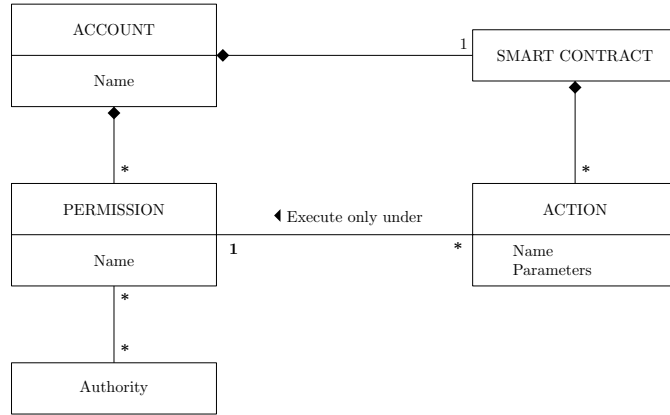 ACCOUNT
Name
1
SMART CONTRACT
*
*
PERMISSION
Name
Execute only under
1
*
ACTION
Name
Parameters
*
*
Authority